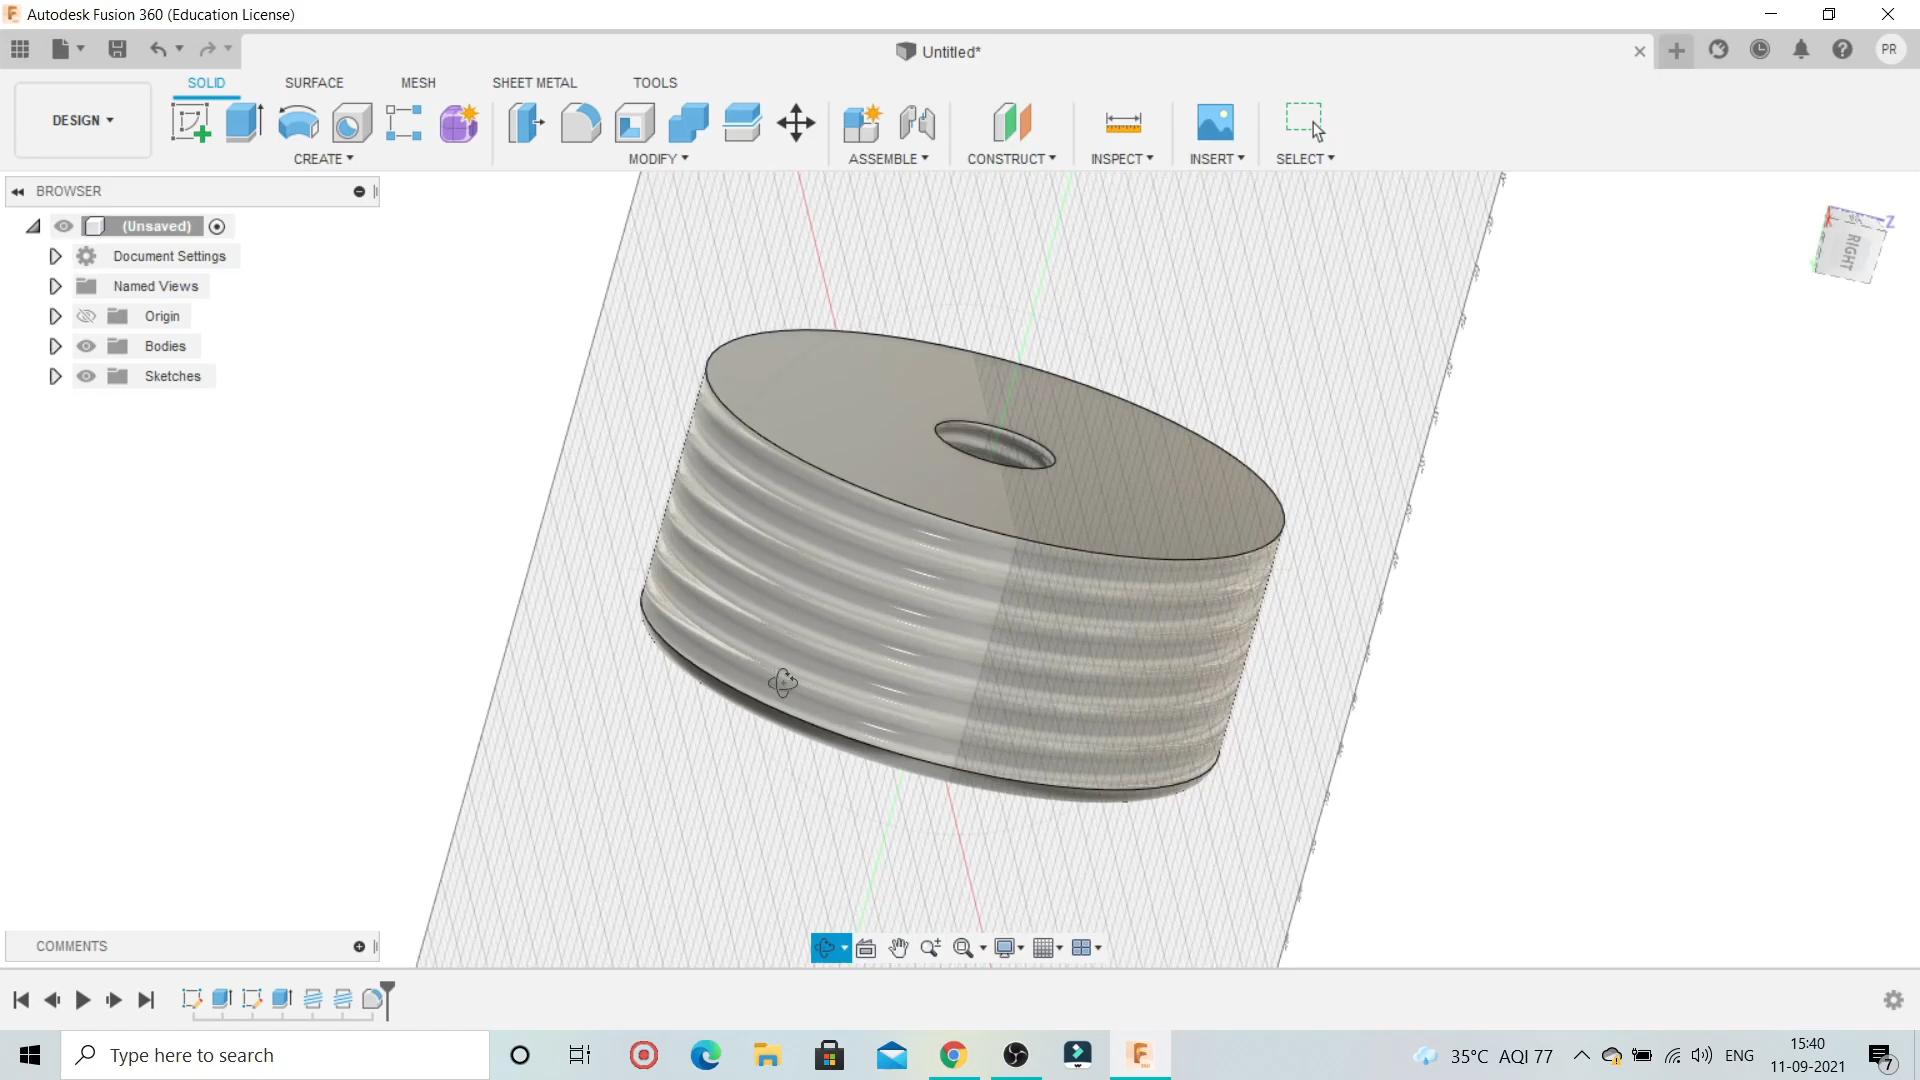 Autodesk Fusion 360 (Education License)
Untitled*
PR
SOLID SURFACE MESH SHEET METAL TOOLS
DESIGN
CREATE MODIFY ASSEMBLE CONSTRUCT INSPECT INSERT SELECT
BROWSER
(Unsaved)
Document Settings
Named Views
Origin
Bodies
Sketches
Z
RIGHT
COMMENTS
Type here to search
35°C AQI 77
ENG
15:40
11-09-2021
7